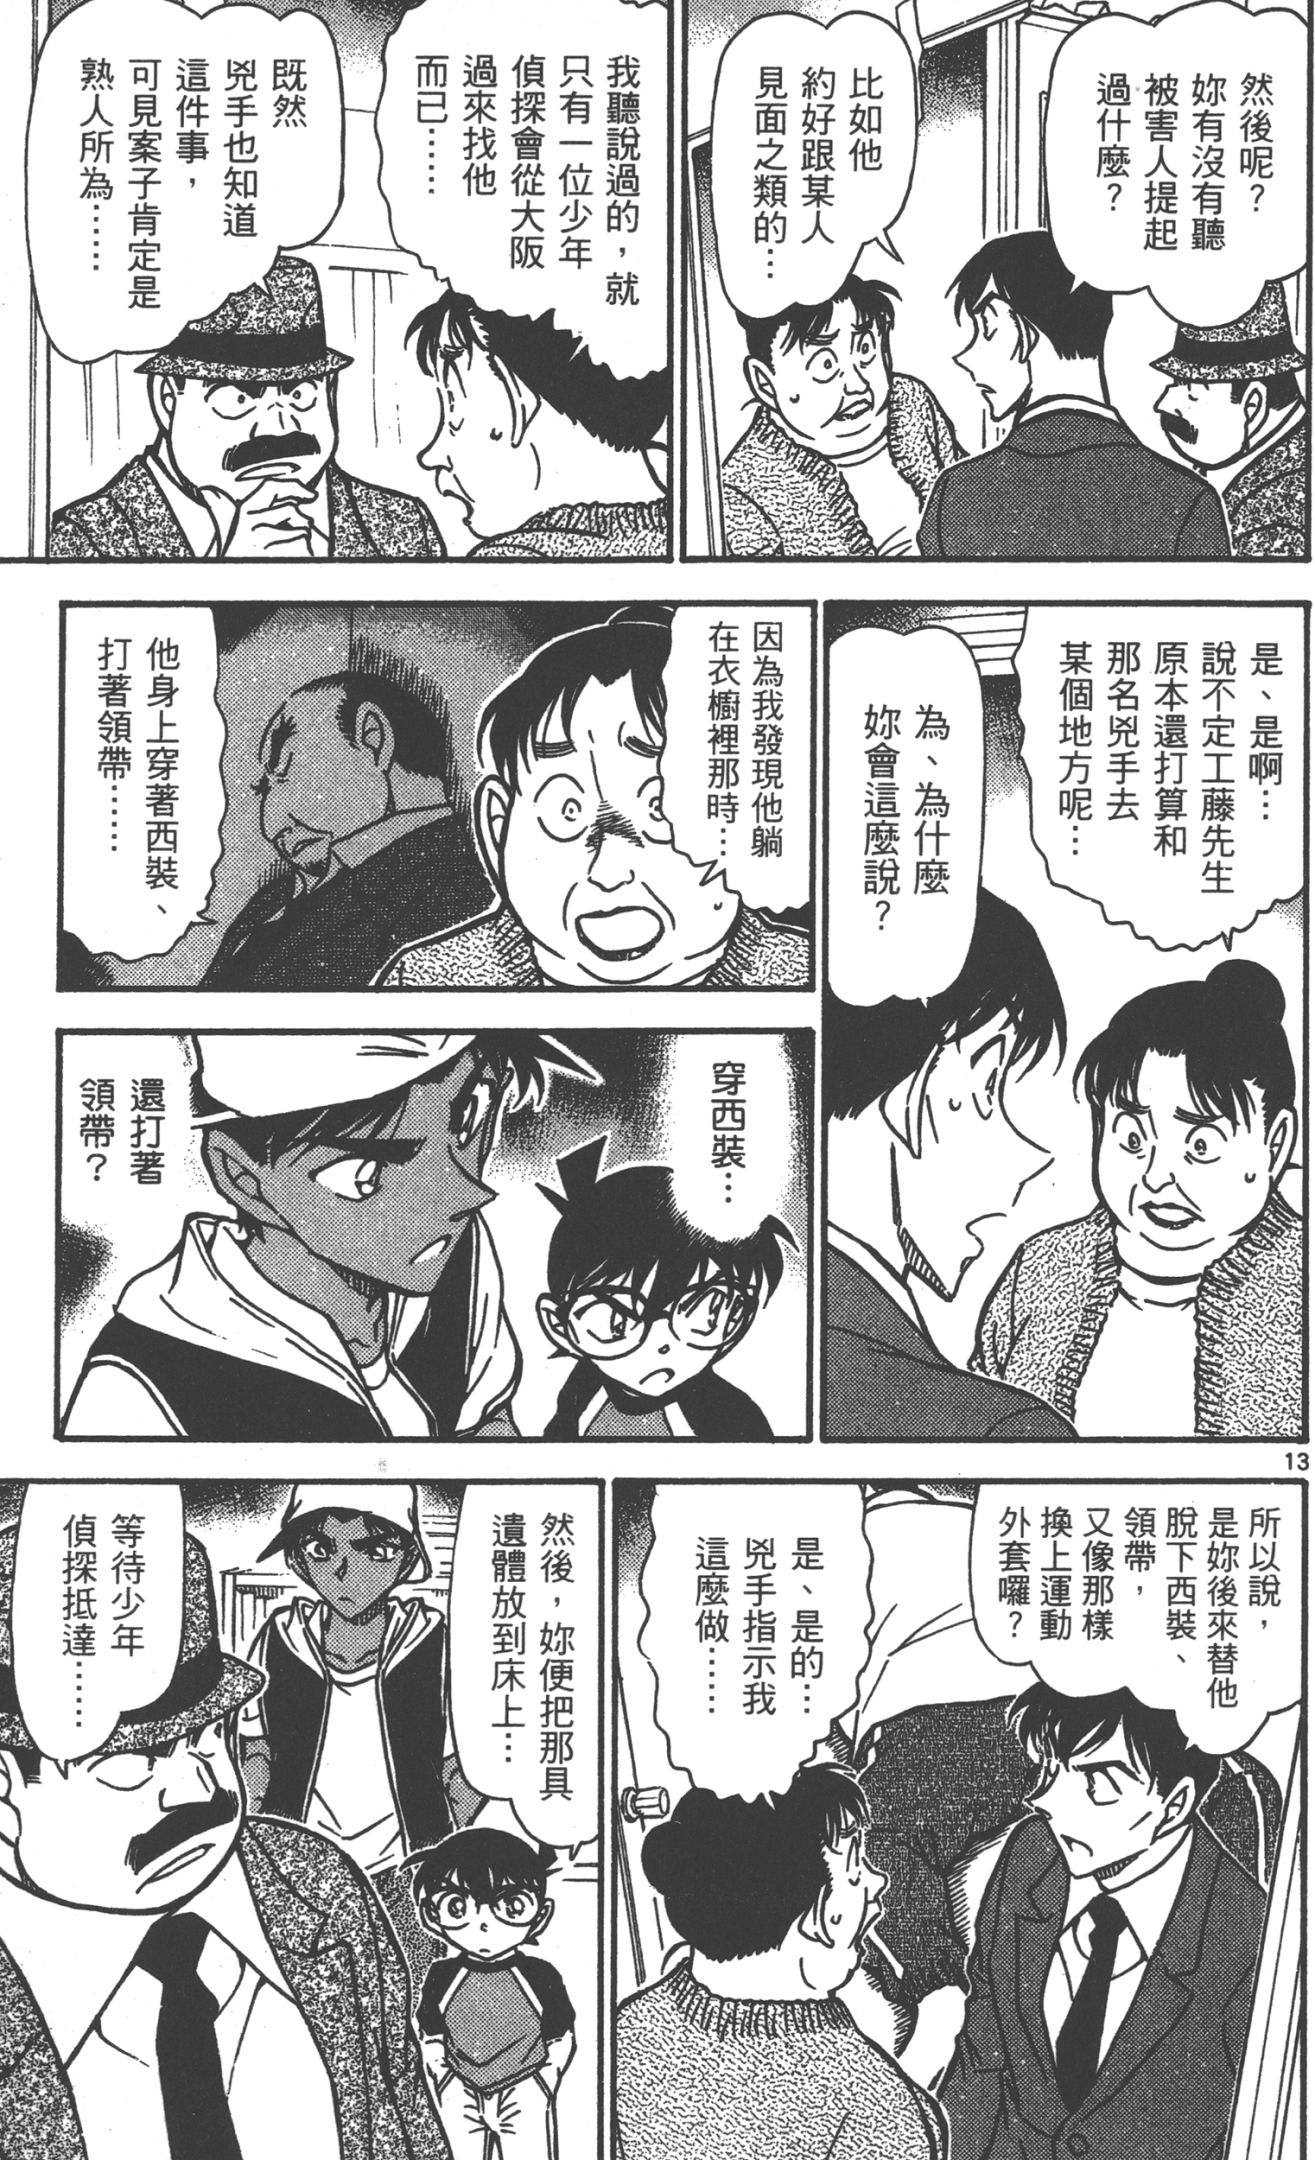 然後呢?
妳有沒有聽
被害人提起
過什麼?
比如他
約好跟某人
見面之類的…
我聽說過的，就
只有一位少年
偵探會從大阪
過來找他
而已……
既然
兇手也知道
這件事，
可見案子肯定是
熟人所為……
是、是啊…
說不定工藤先生
原本還打算和
那名兇手去
某個地方呢…
為、為什麼
妳會這麼說?
因為我發現他躺
在衣櫥裡那時…
他身上穿著西裝、
打著領帶……
穿西裝…
還打著
領帶?
13
所以說，
是妳後來替他
脫下西裝、
領帶，
又像那樣
換上運動
外套囉?
是、是的…
兇手指示我
這麼做……
然後，妳便把那具
遺體放到床上…
等待少年
偵探抵達……